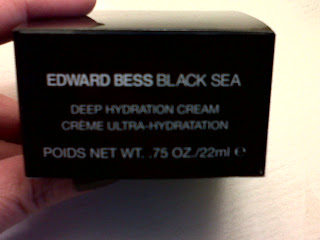 EDWARD BESS BLACK SEA
DEEP HYDRATION CREAM
CRÈME ULTRA-HYDRATATION
POIDS NET WT. .75 OZ./22ml ℮